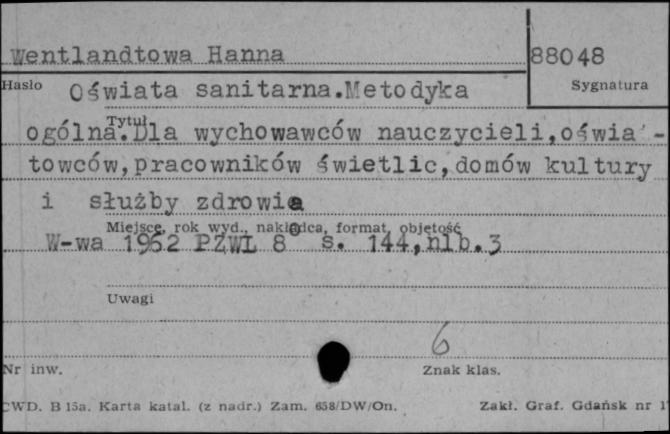 Wentlandtowa Hanna
88048
Hasło
Sygnatura
Oświata sanitarna.Metodyka
Tytuł
ogólna.Dla wychowawców nauczycieli,oświa-
towców,pracowników świetlic,domów kultury
i służby zdrowia
Miejsce, rok wyd., nakładca, format, objętość
W-wa 1962 PZWL 8° s. 144,nlb.3
Uwagi
6
Nr inw.
Znak klas.
CWD. B 15a. Karta katal. (z nadr.) Zam. 658/DW/On.
Zakł. Graf. Gdańsk nr 1